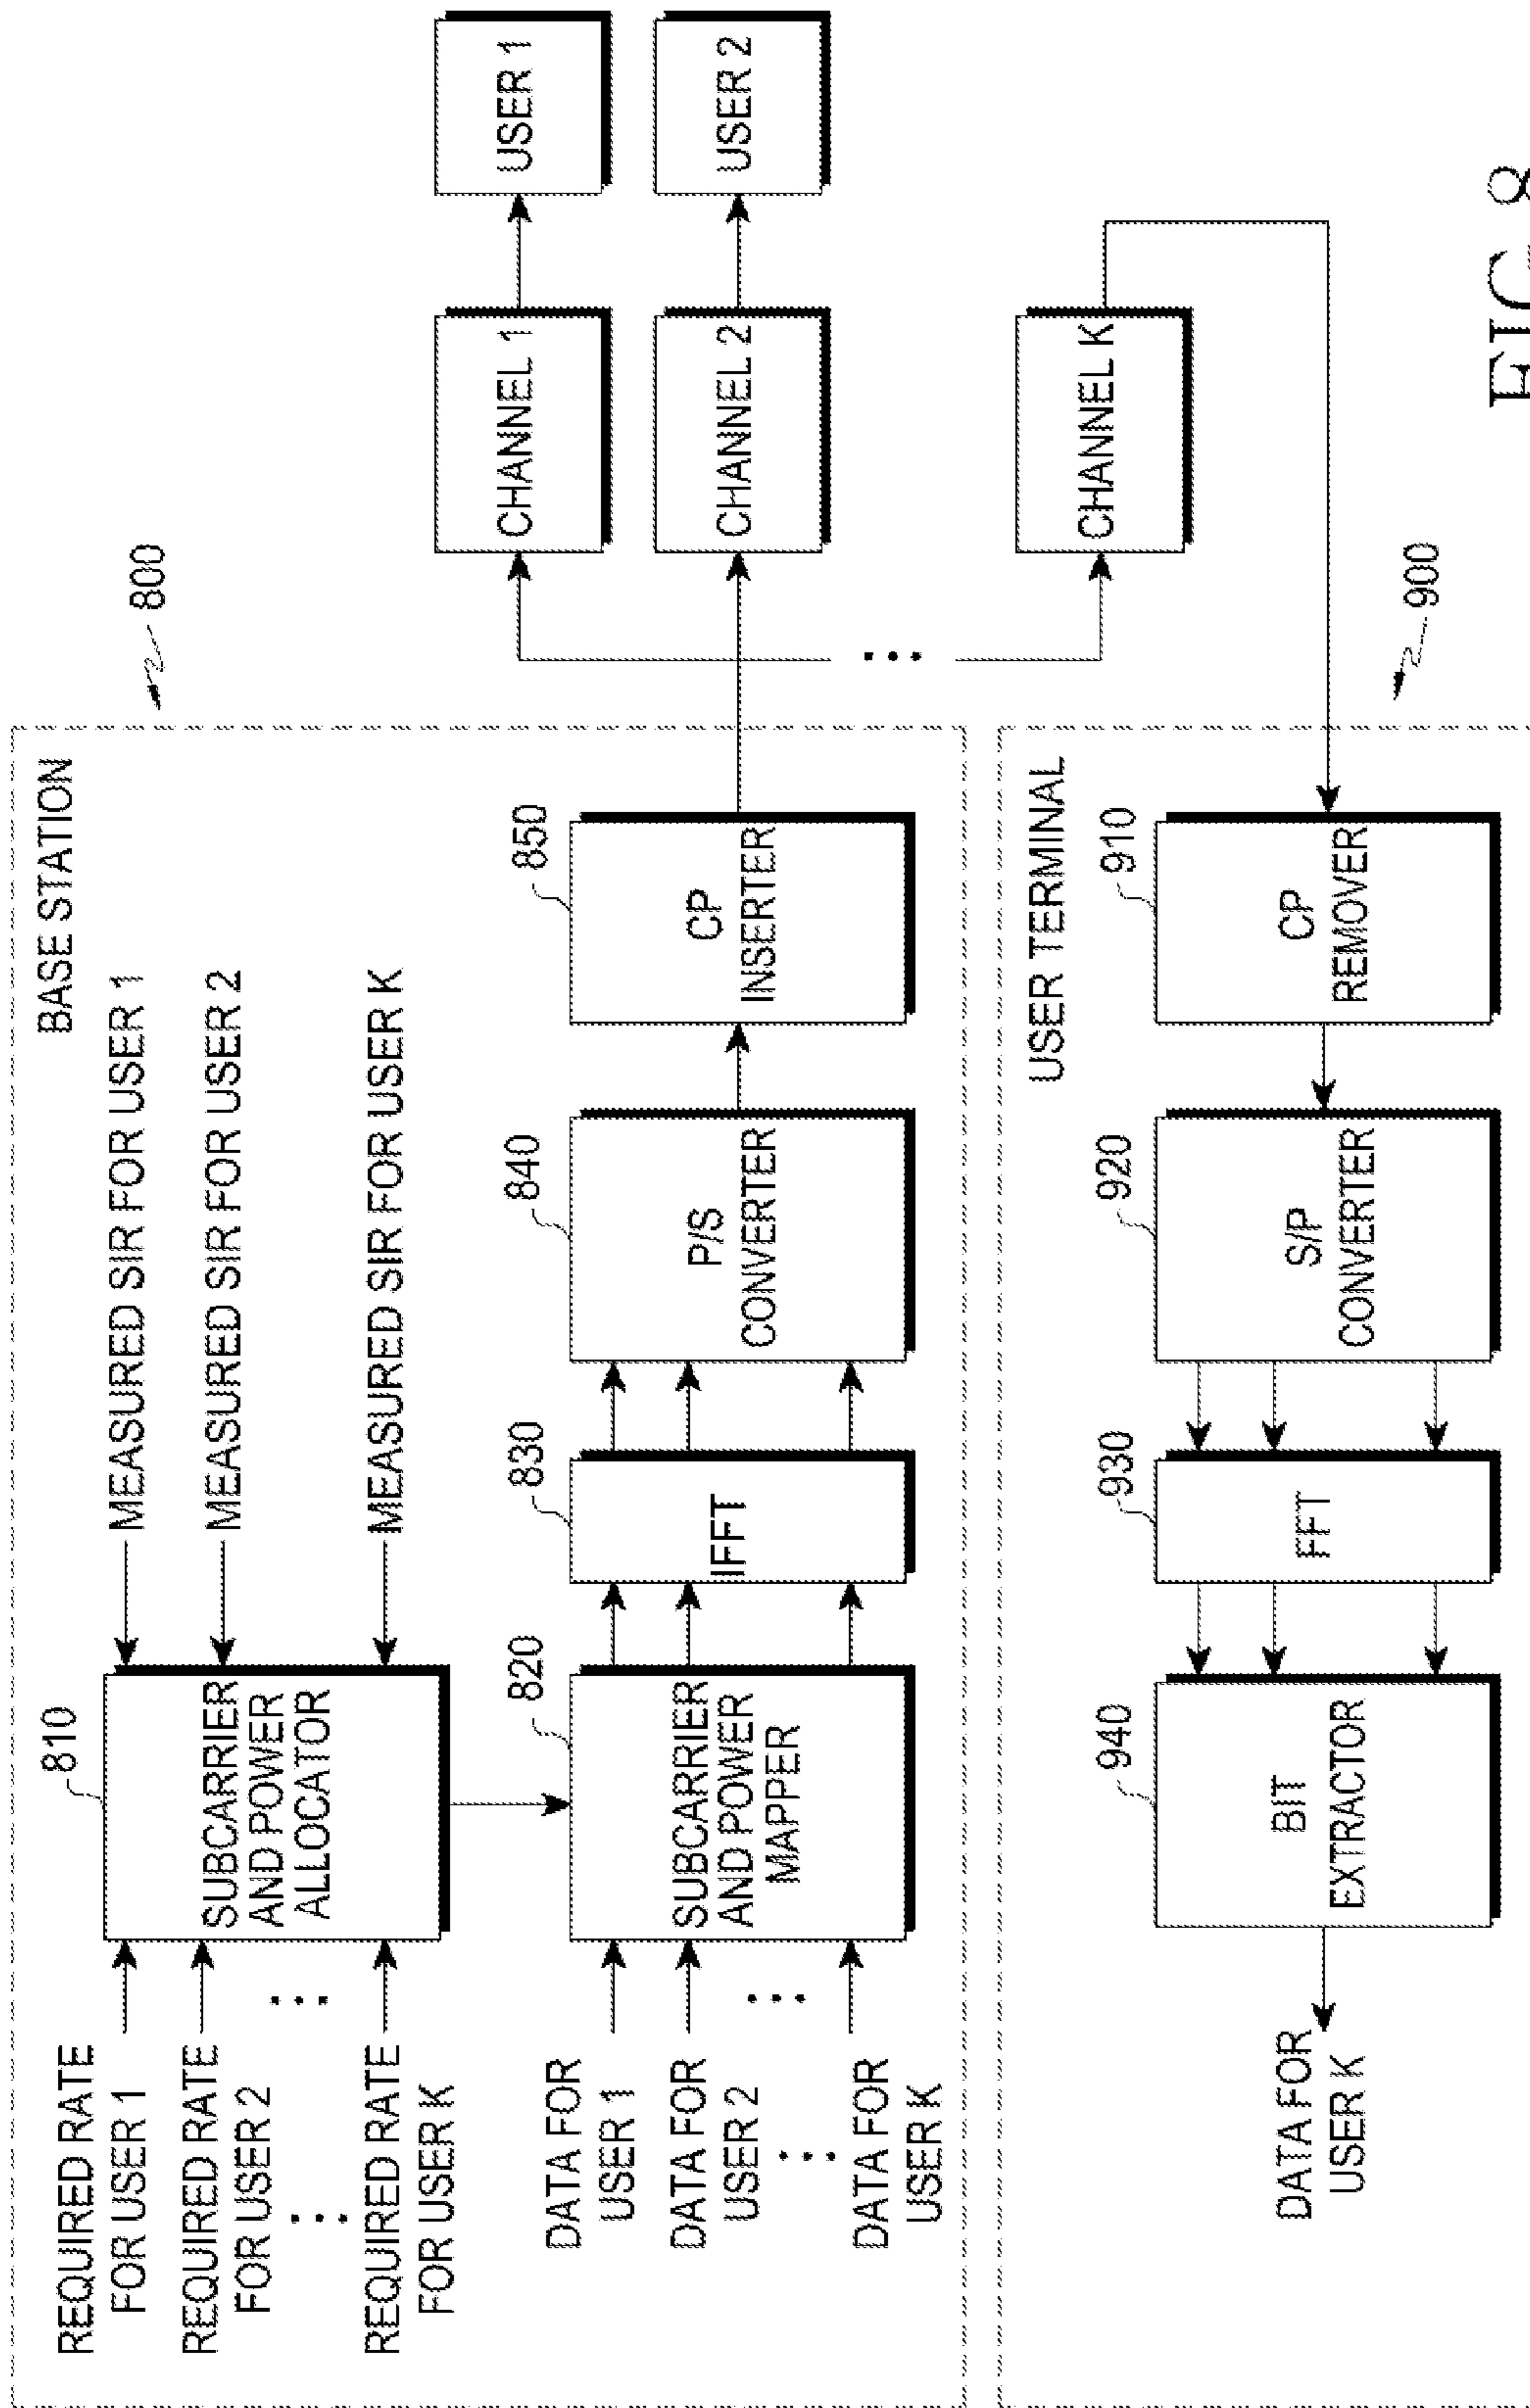 800
BASE STATION
REQUIRED RATE
FOR USER 1
REQUIRED RATE
FOR USER 2
REQUIRED RATE
FOR USER K
810
SUBCARRIER
AND POWER
ALLOCATOR
MEASURED SIR FOR USER 1
MEASURED SIR FOR USER 2
MEASURED SIR FOR USER K
DATA FOR
USER 1
DATA FOR
USER 2
DATA FOR
USER K
820
SUBCARRIER
AND POWER
MAPPER
830
IFFT
840
P/S
CONVERTER
850
CP
INSERTER
CHANNEL 1
USER 1
CHANNEL 2
USER 2
CHANNEL K
900
USER TERMINAL
910
CP
REMOVER
920
S/P
CONVERTER
930
FFT
940
BIT
EXTRACTOR
DATA FOR
USER K
FIG 8